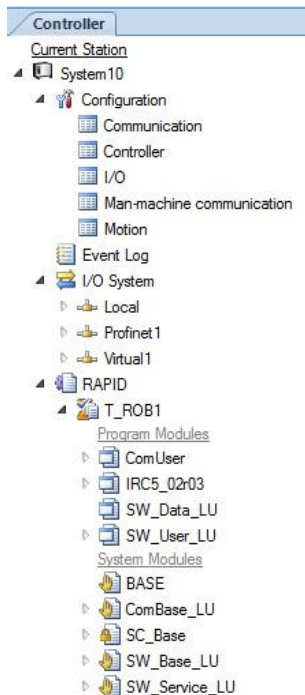 Controller
Current Station
System10
Configuration
Communication
Controller
I/O
Man-machine communication
Motion
Event Log
I/O System
Local
Profinet1
Virtual1
RAPID
T_ROB1
Program Modules
ComUser
IRC5_02r03
SW_Data_LU
SW_User_LU
System Modules
BASE
ComBase_LU
SC_Base
SW_Base_LU
SW_Service_LU